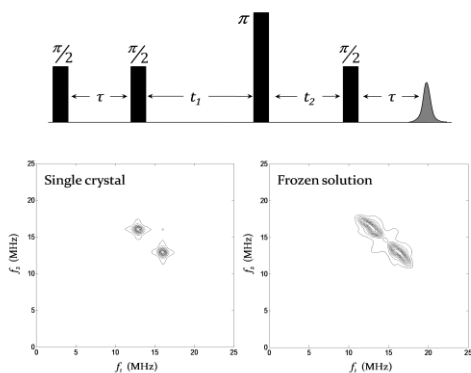 π
π/2 π/2 π/2
τ t₁ t₂ τ
Single crystal
25
20
15
10
5
0
f₂ (MHz)
0 5 10 15 20 25
f₁ (MHz)
Frozen solution
25
20
15
10
5
0
f₂ (MHz)
0 5 10 15 20 25
f₁ (MHz)